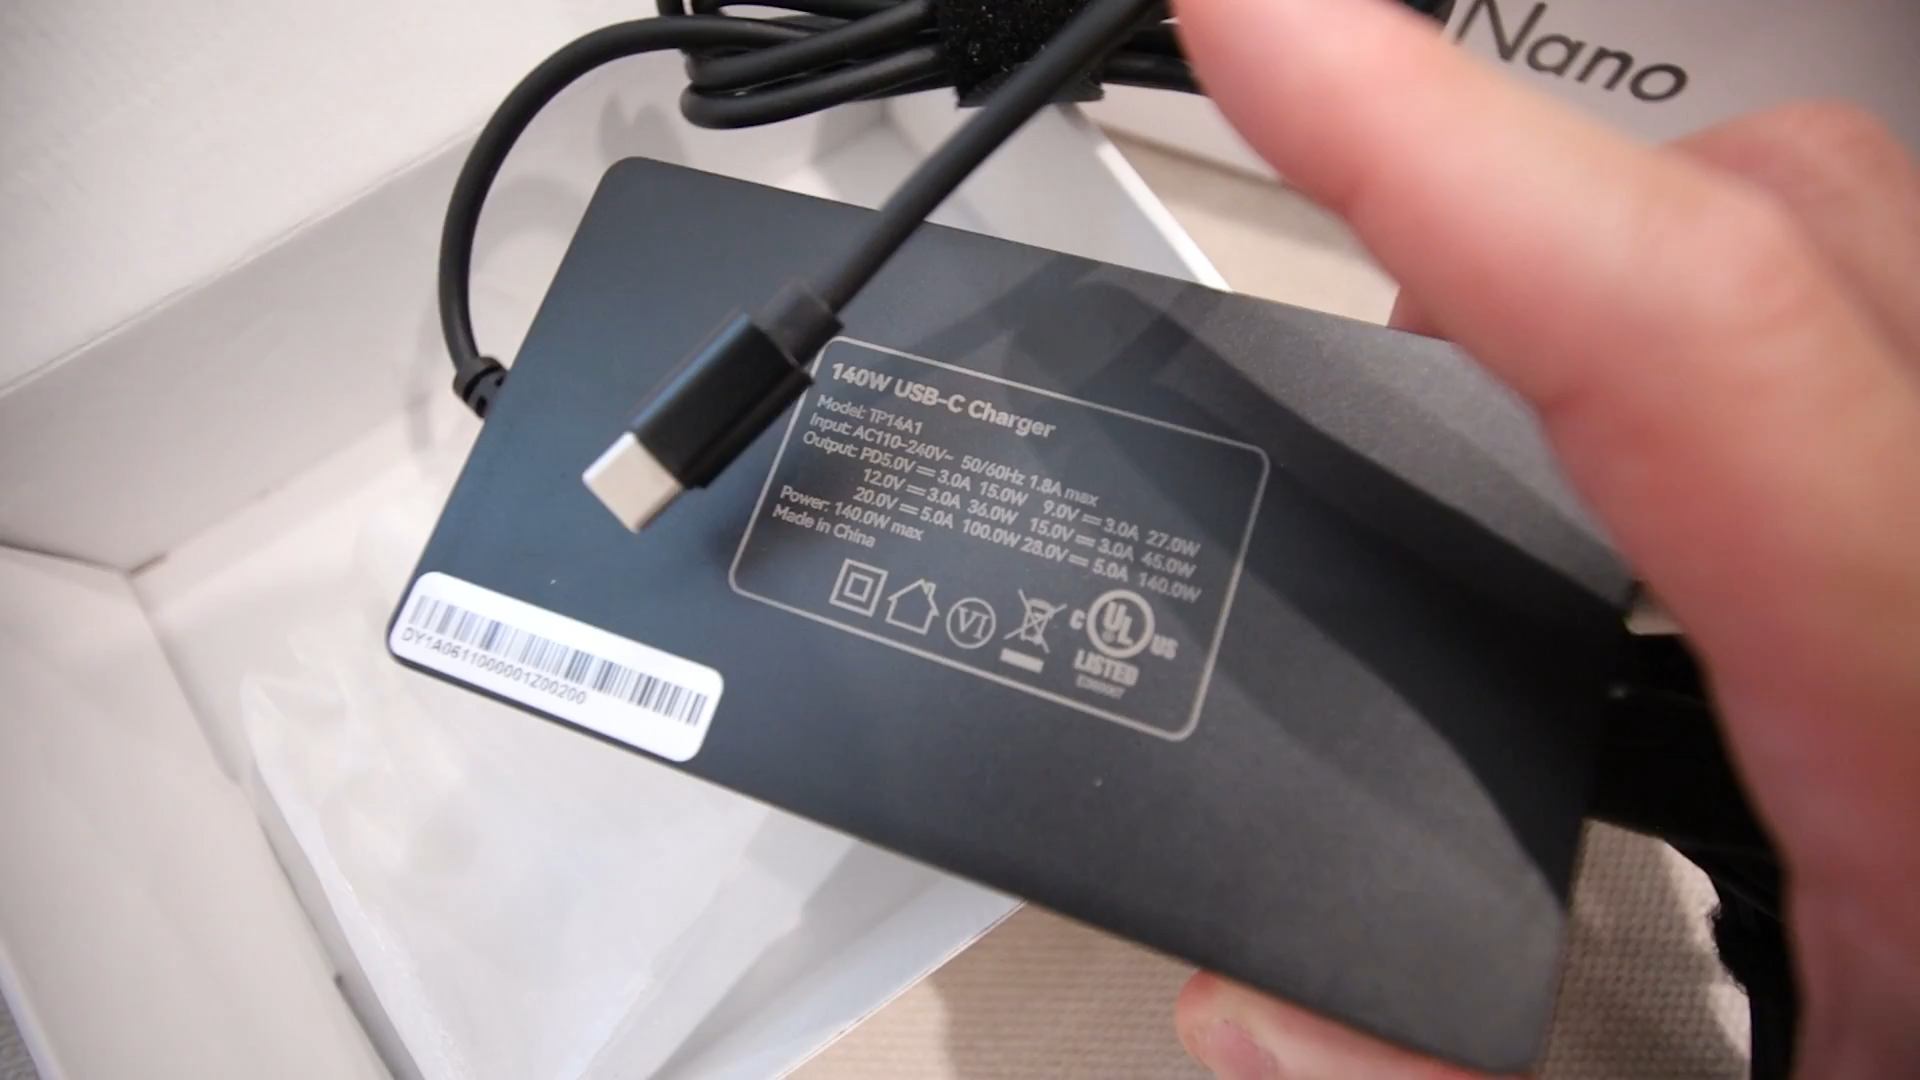 Nano
140W USB-C Charger
Model: TP14A1
Input: AC110-240V~ 50/60Hz 1.8A max
Output: PD5.0V⎓3.0A 15.0W 9.0V⎓3.0A 27.0W
12.0V⎓3.0A 36.0W 15.0V⎓3.0A 45.0W
20.0V⎓5.0A 100.0W 28.0V⎓5.0A 140.0W
Power: 140.0W max
Made in China
VI
C UL US
LISTED
DY1A0611000001Z00200